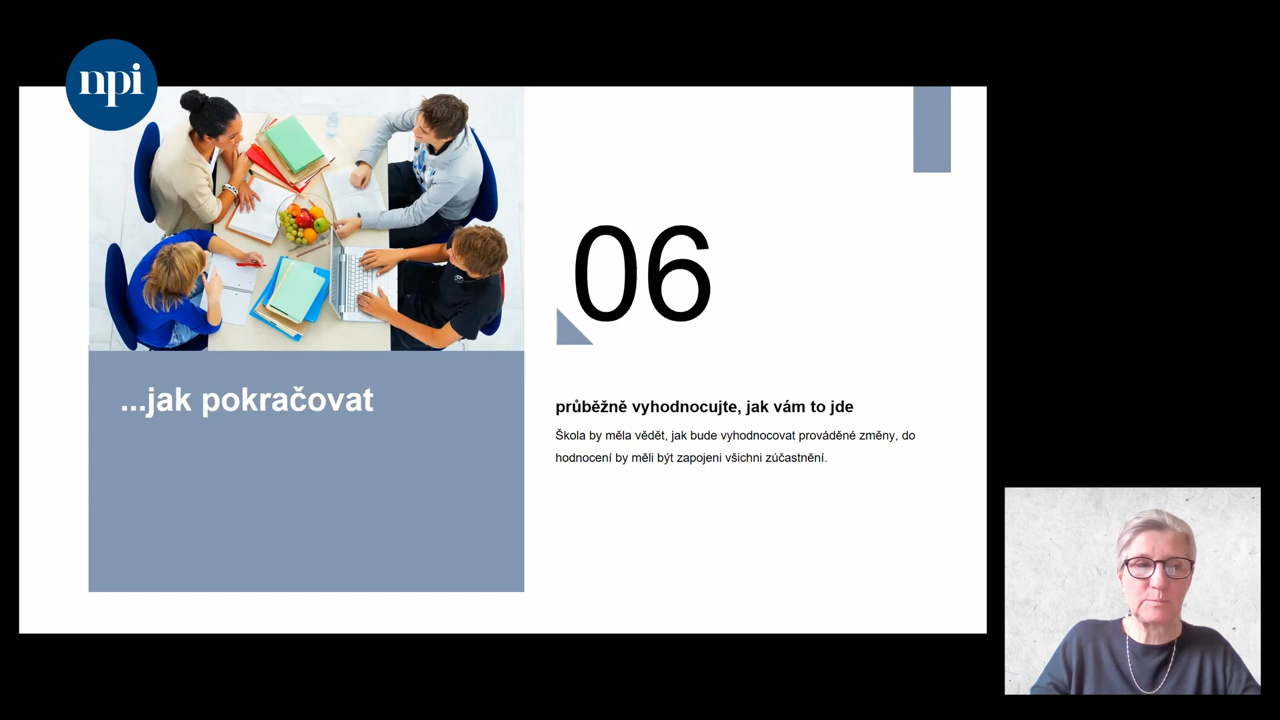 npi
...jak pokračovat
06
průběžně vyhodnocujte, jak vám to jde
Škola by měla vědět, jak bude vyhodnocovat prováděné změny, do
hodnocení by měli být zapojeni všichni zúčastnění.